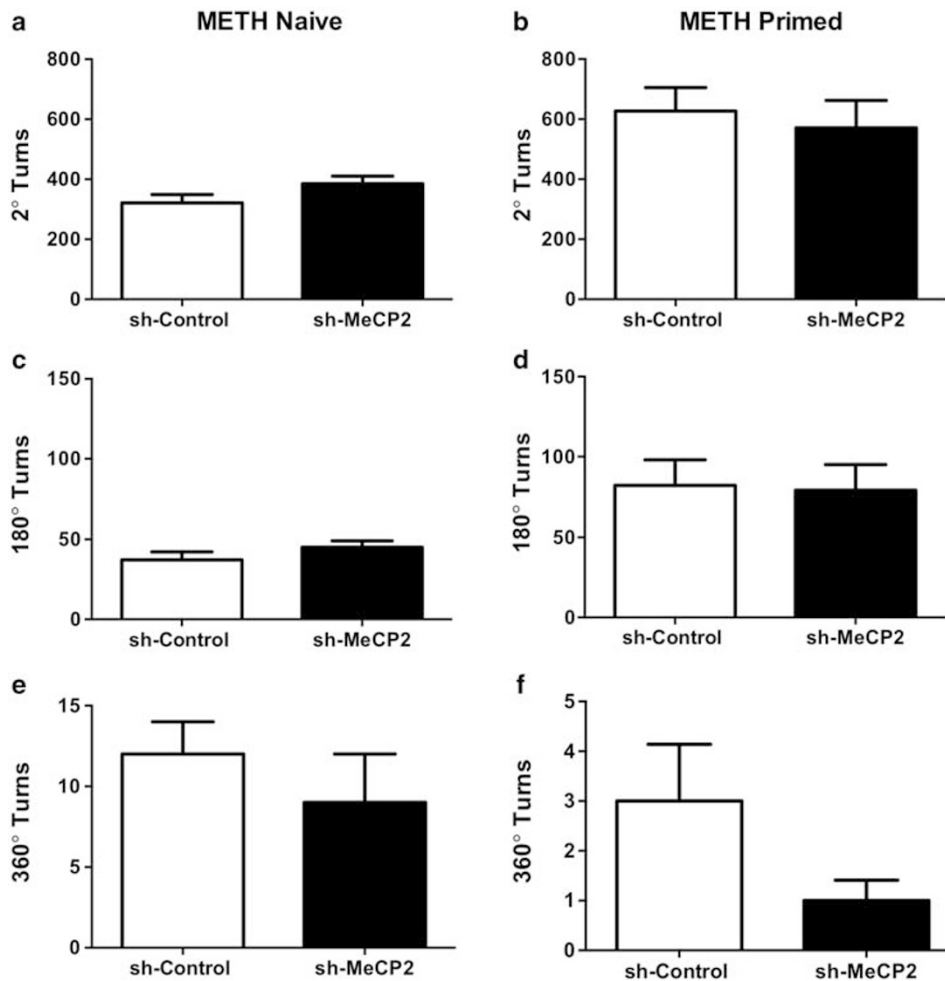 a METH Naive
2° Turns
800
600
400
200
0
sh-Control sh-MeCP2
b METH Primed
2° Turns
800
600
400
200
0
sh-Control sh-MeCP2
c
180° Turns
150
100
50
0
sh-Control sh-MeCP2
d
180° Turns
150
100
50
0
sh-Control sh-MeCP2
e
360° Turns
15
10
5
0
sh-Control sh-MeCP2
f
360° Turns
5
4
3
2
1
0
sh-Control sh-MeCP2